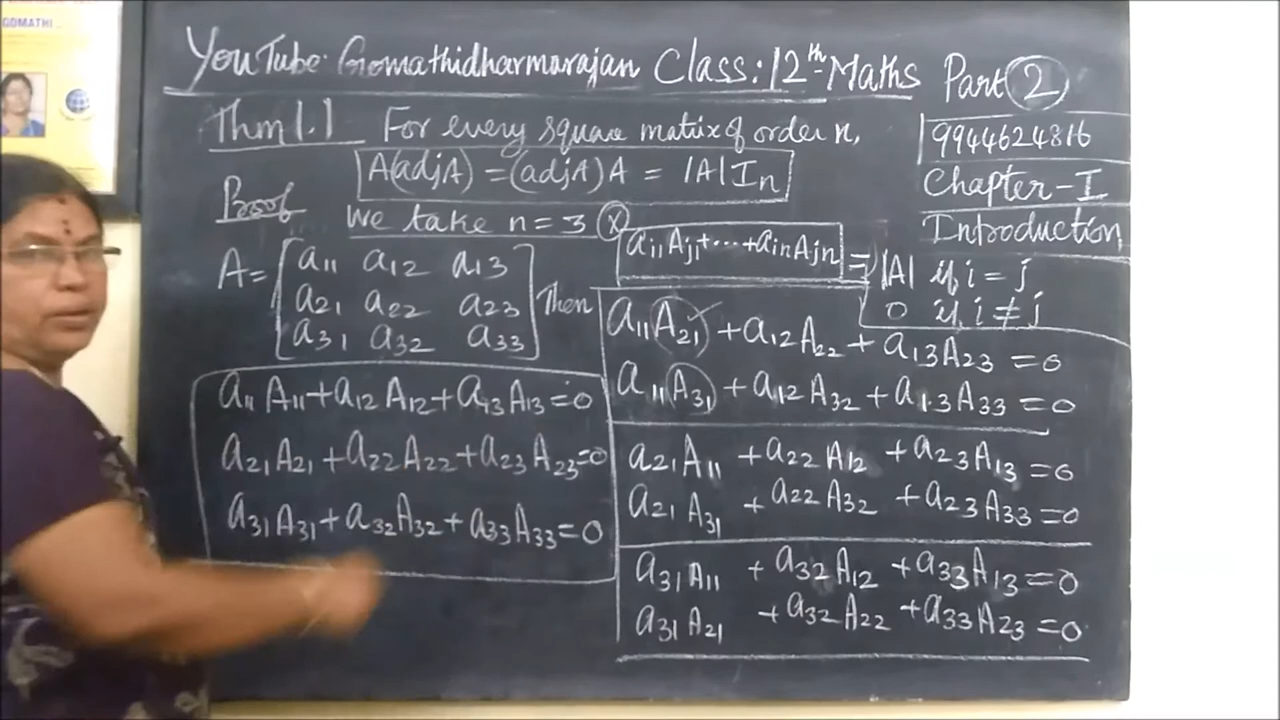 GOMATHI
YouTube: Gomathidharmarajan Class: 12th Maths Part 2
Thm 1.1 For every square matrix of order n,
A(adjA) = (adjA)A = |A| In
9944624816
Chapter-I
Introduction
Proof
We take n = 3
A = [a11 a12 a13
a21 a22 a23
a31 a32 a33] Then
a11A11 + a12A12 + a13A13 = 0
a21A21 + a22A22 + a23A23 = 0
a31A31 + a32A32 + a33A33 = 0
* ai1Aj1 + ... + ainAjn = { |A| if i = j
0 if i ≠ j
a11A21 + a12A22 + a13A23 = 0
a11A31 + a12A32 + a13A33 = 0
a21A11 + a22A12 + a23A13 = 0
a21A31 + a22A32 + a23A33 = 0
a31A11 + a32A12 + a33A13 = 0
a31A21 + a32A22 + a33A23 = 0